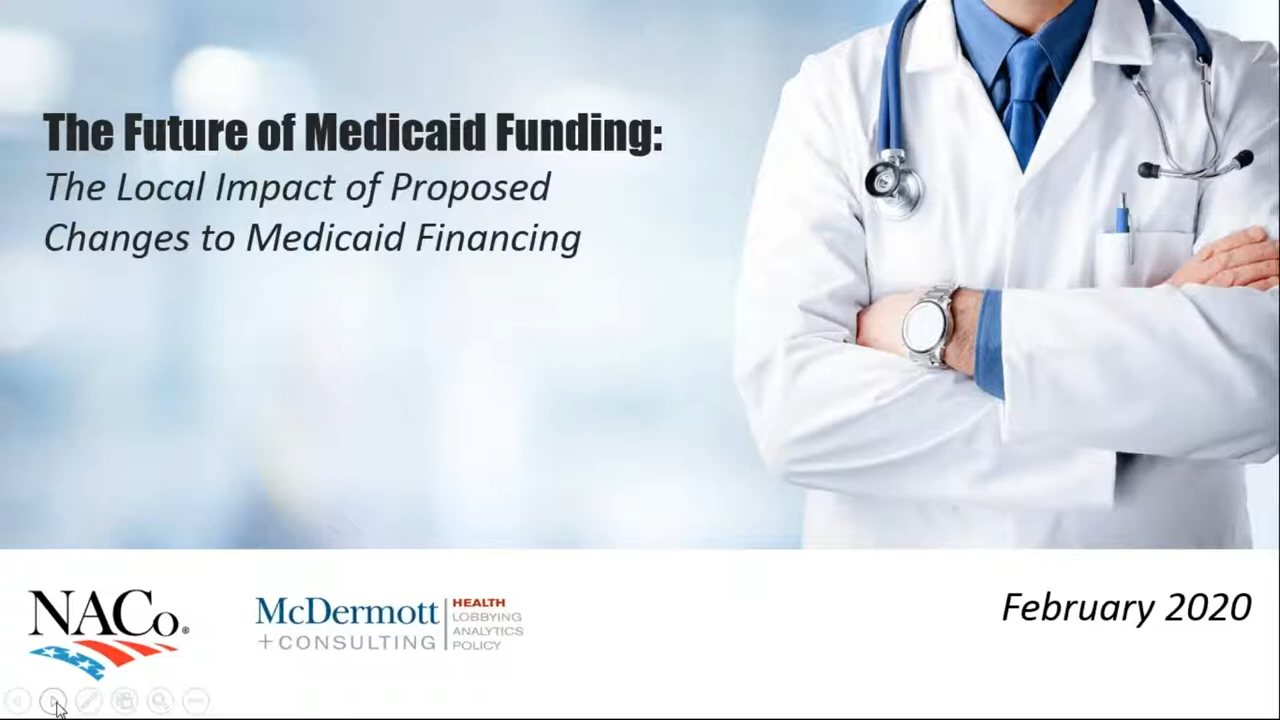 The Future of Medicaid Funding:
The Local Impact of Proposed
Changes to Medicaid Financing
NACo.®
McDermott
+CONSULTING
HEALTH
LOBBYING
ANALYTICS
POLICY
February 2020